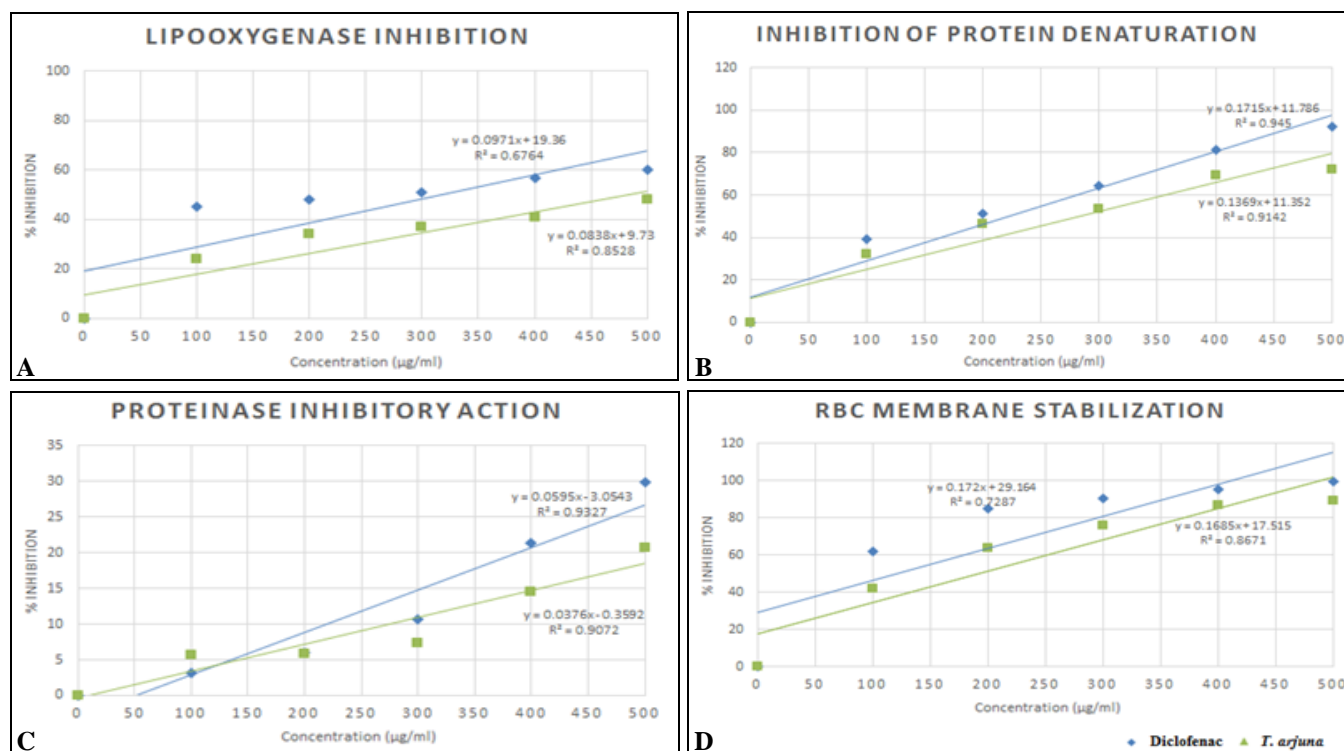 LIPOOXYGENASE INHIBITION
100
80
60
40
20
0
% INHIBITION
y = 0.0971x + 19.36
R² = 0.6764
y = 0.0838x + 9.73
R² = 0.8528
0 50 100 150 200 250 300 350 400 450 500
Concentration (µg/ml)
A
INHIBITION OF PROTEIN DENATURATION
120
100
80
60
40
20
0
% INHIBITION
y = 0.1715x + 11.786
R² = 0.945
y = 0.1369x + 11.352
R² = 0.9142
0 50 100 150 200 250 300 350 400 450 500
Concentration (µg/ml)
B
PROTEINASE INHIBITORY ACTION
35
30
25
20
15
10
5
0
% INHIBITION
y = 0.0595x - 3.0543
R² = 0.9327
y = 0.0376x - 0.3592
R² = 0.9072
0 50 100 150 200 250 300 350 400 450 500
Concentration (µg/ml)
C
RBC MEMBRANE STABILIZATION
120
100
80
60
40
20
0
% INHIBITION
y = 0.172x + 29.164
R² = 0.7287
y = 0.1685x + 17.515
R² = 0.8671
0 50 100 150 200 250 300 350 400 450 500
Concentration (µg/ml)
D
Diclofenac T. arjuna